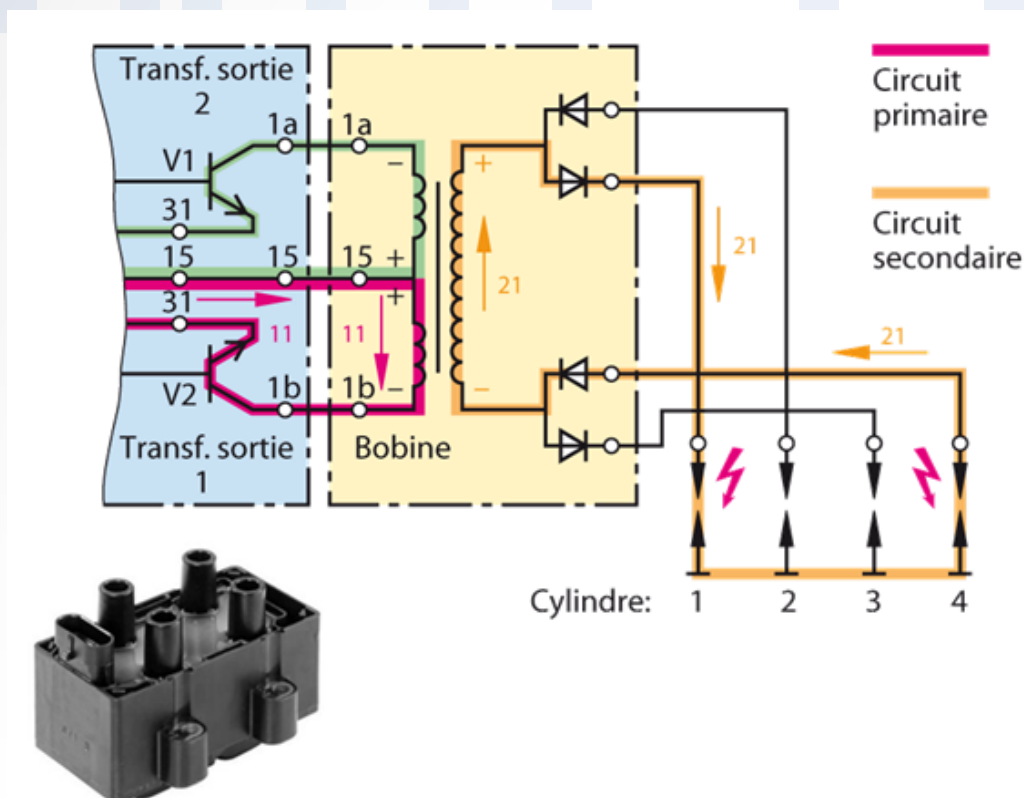 Transf. sortie
2
1a
1a
V1
−
+
31
15
15
15
+
31
+
11
11
21
21
21
V2
1b
1b
−
−
Transf. sortie
1
Bobine
Circuit
primaire
Circuit
secondaire
Cylindre: 1 2 3 4